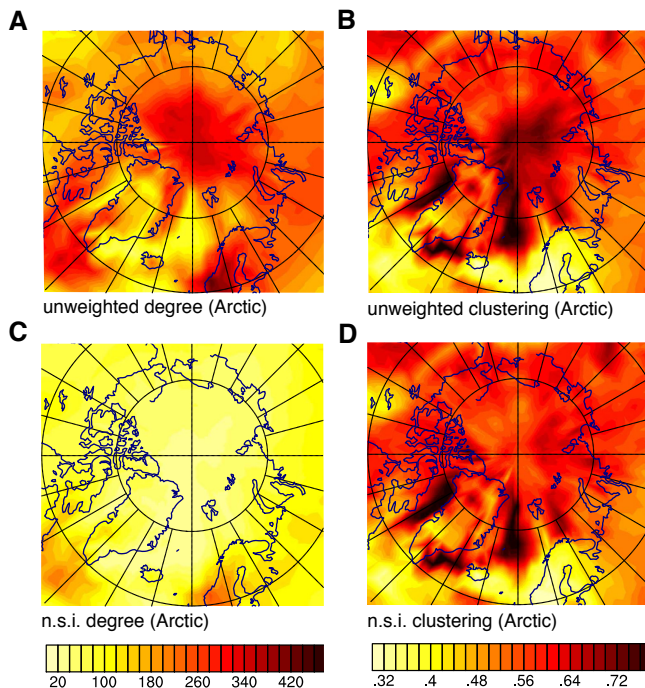 A
B
unweighted degree (Arctic)
unweighted clustering (Arctic)
C
D
n.s.i. degree (Arctic)
n.s.i. clustering (Arctic)
20 100 180 260 340 420
.32 .4 .48 .56 .64 .72